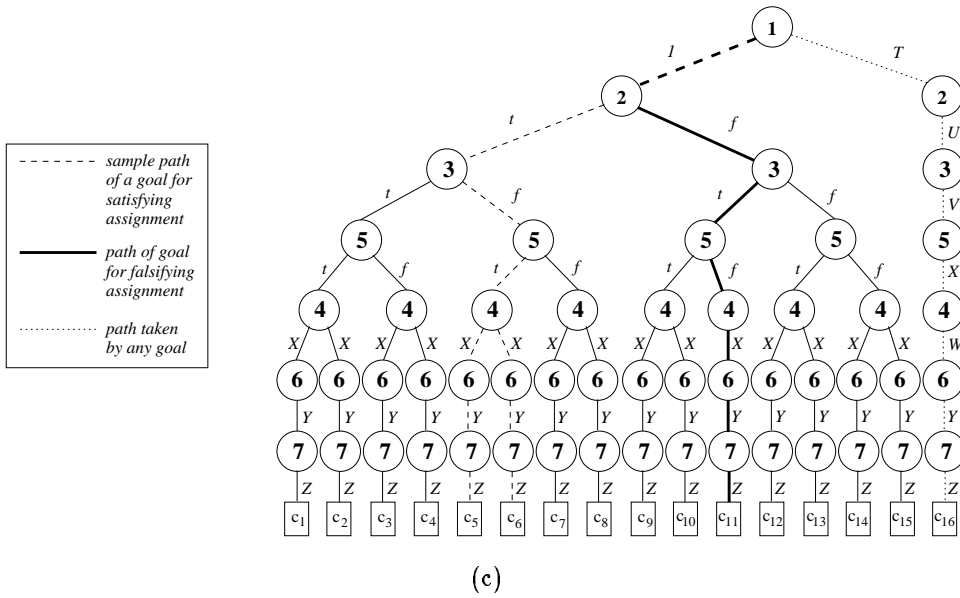 1
1 T
2 2
t f U
sample path
of a goal for
satisfying
assignment
path of goal
for falsifying
assignment
path taken
by any goal
3 3 3
t f t f V
5 5 5 5 5
t f t f t f t f X
4 4 4 4 4 4 4 4 4
X X X X X X X X X X X X X X X W
6 6 6 6 6 6 6 6 6 6 6 6 6 6 6 6
Y Y Y Y Y Y Y Y Y Y Y Y Y Y Y Y
7 7 7 7 7 7 7 7 7 7 7 7 7 7 7 7
Z Z Z Z Z Z Z Z Z Z Z Z Z Z Z Z
c1 c2 c3 c4 c5 c6 c7 c8 c9 c10 c11 c12 c13 c14 c15 c16
(c)